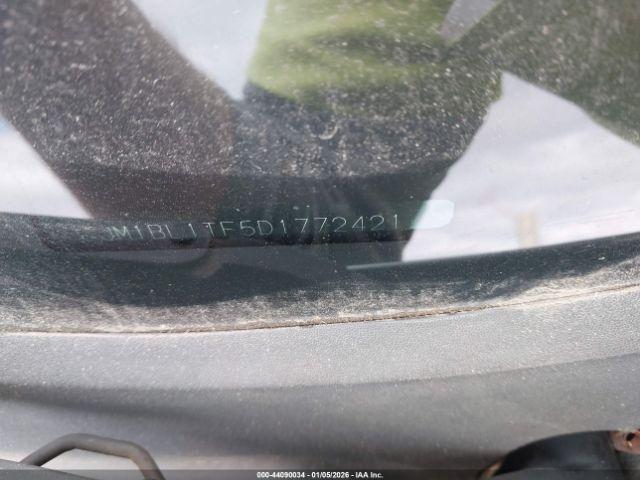 JM1BL1TF5D1772421
000-44090034 - 01/05/2026 - IAA Inc.